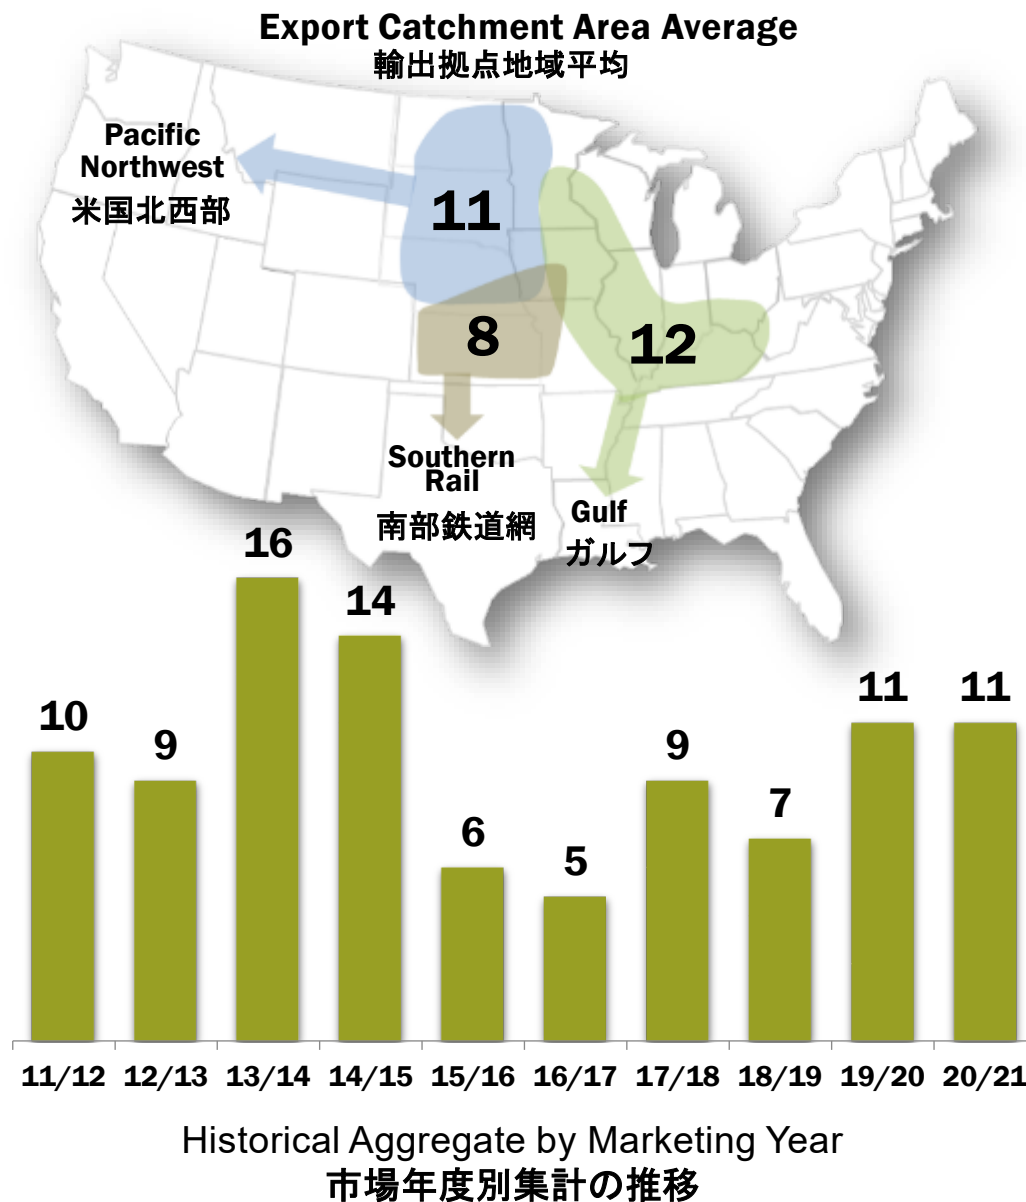 Export Catchment Area Average
輸出拠点地域平均
Pacific
Northwest
米国北西部
11
8
12
Southern
Rail
南部鉄道網
Gulf
ガルフ
10
9
16
14
6
5
9
7
11
11
11/12 12/13 13/14 14/15 15/16 16/17 17/18 18/19 19/20 20/21
Historical Aggregate by Marketing Year
市場年度別集計の推移